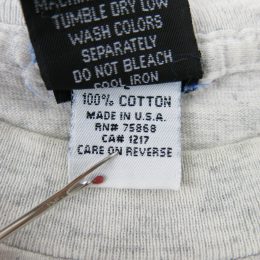 TUMBLE DRY LOW
WASH COLORS
SEPARATELY
DO NOT BLEACH
COOL IRON
100% COTTON
MADE IN U.S.A.
RN# 75868
CA# 1217
CARE ON REVERSE